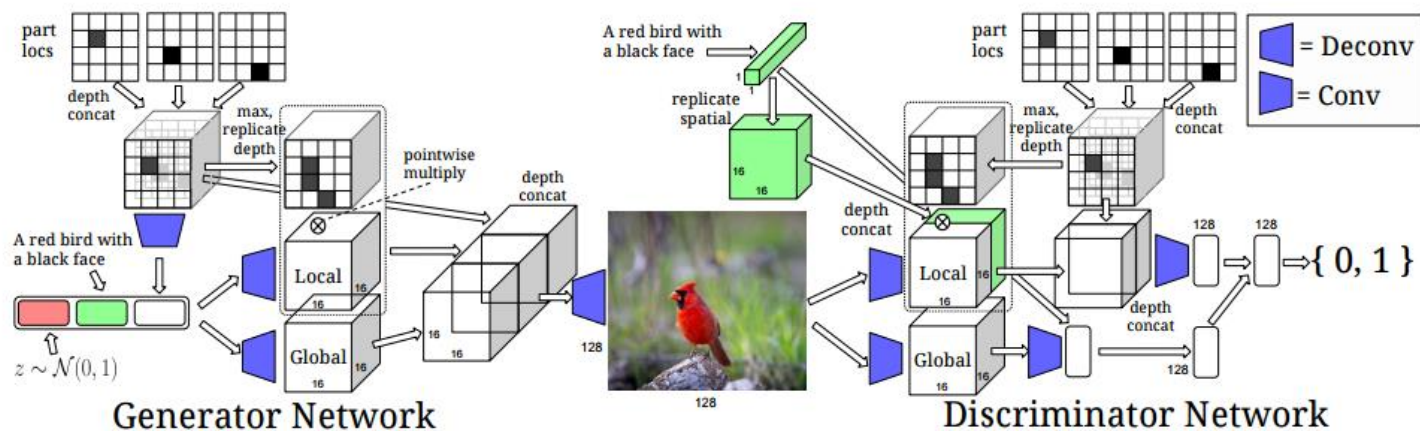 part
locs
depth
concat
max,
replicate
depth
pointwise
multiply
depth
concat
A red bird with
a black face
Local
16
16
Global
16
16
16
16
z ~ N(0, 1)
128
128
Generator Network
A red bird with
a black face
1
1
replicate
spatial
16
16
part
locs
max,
replicate
depth
depth
concat
depth
concat
Local
16
16
Global
16
16
depth
concat
128
128
128
{ 0, 1 }
Discriminator Network
= Deconv
= Conv